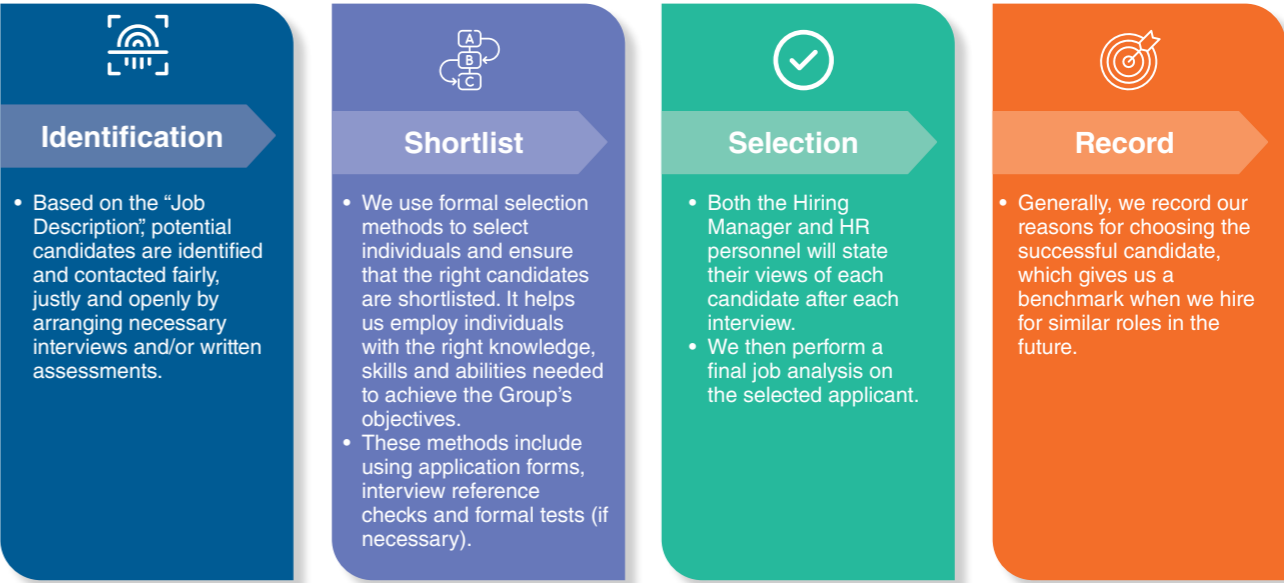 Identification
• Based on the “Job
Description”, potential
candidates are identified
and contacted fairly,
justly and openly by
arranging necessary
interviews and/or written
assessments.
A
B
C
Shortlist
• We use formal selection
methods to select
individuals and ensure
that the right candidates
are shortlisted. It helps
us employ individuals
with the right knowledge,
skills and abilities needed
to achieve the Group’s
objectives.
• These methods include
using application forms,
interview reference
checks and formal tests (if
necessary).
Selection
• Both the Hiring
Manager and HR
personnel will state
their views of each
candidate after each
interview.
• We then perform a
final job analysis on
the selected applicant.
Record
• Generally, we record our
reasons for choosing the
successful candidate,
which gives us a
benchmark when we hire
for similar roles in the
future.